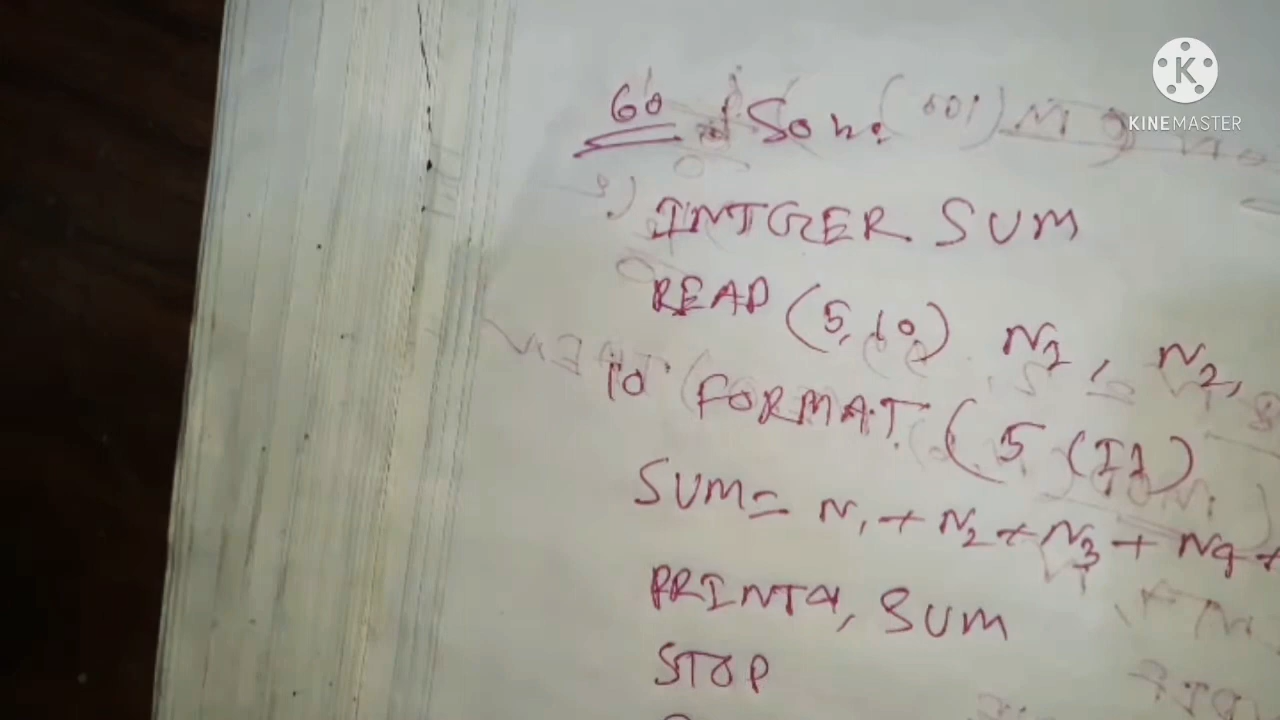 60 Soln:
INTGER SUM
READ (5,10) N1, N2,
10 FORMAT (5 (I1)
SUM= N1 + N2 + N3 + N4 +
PRINT*, SUM
STOP
KINEMASTER